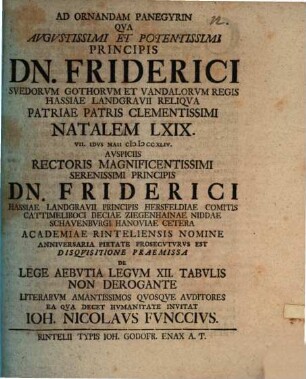 n.
AD ORNANDAM PANEGYRIN
QVA
AVGVSTISSIMI ET POTENTISSIMI
PRINCIPIS
DN. FRIDERICI
SVEDORVM GOTHORVM ET VANDALORVM REGIS
HASSIAE LANDGRAVII RELIQVA
PATRIAE PATRIS CLEMENTISSIMI
NATALEM LXIX.
VII. IDVS MAII CIƆIƆCCXLIV.
AVSPICIIS
RECTORIS MAGNIFICENTISSIMI
SERENISSIMI PRINCIPIS
DN. FRIDERICI
HASSIAE LANDGRAVII PRINCIPIS HERSFELDIAE COMITIS
CATTIMELIBOCI DECIAE ZIEGENHAINAE NIDDAE
SCHAVENBVRGI HANOVIAE CETERA
ACADEMIAE RINTELIENSIS NOMINE
ANNIVERSARIA PIETATE PROSECVTVRVS EST
DISQVISITIONE PRAEMISSA
DE
LEGE AEBVTIA LEGVM XII. TABVLIS
NON DEROGANTE
LITERARVM AMANTISSIMOS QVOSQVE AVDITORES
EA QVA DECET HVMANITATE INVITAT
IOH. NICOLAVS FVNCCIVS.
RINTELII TYPIS IOH. GODOFR. ENAX A. T.